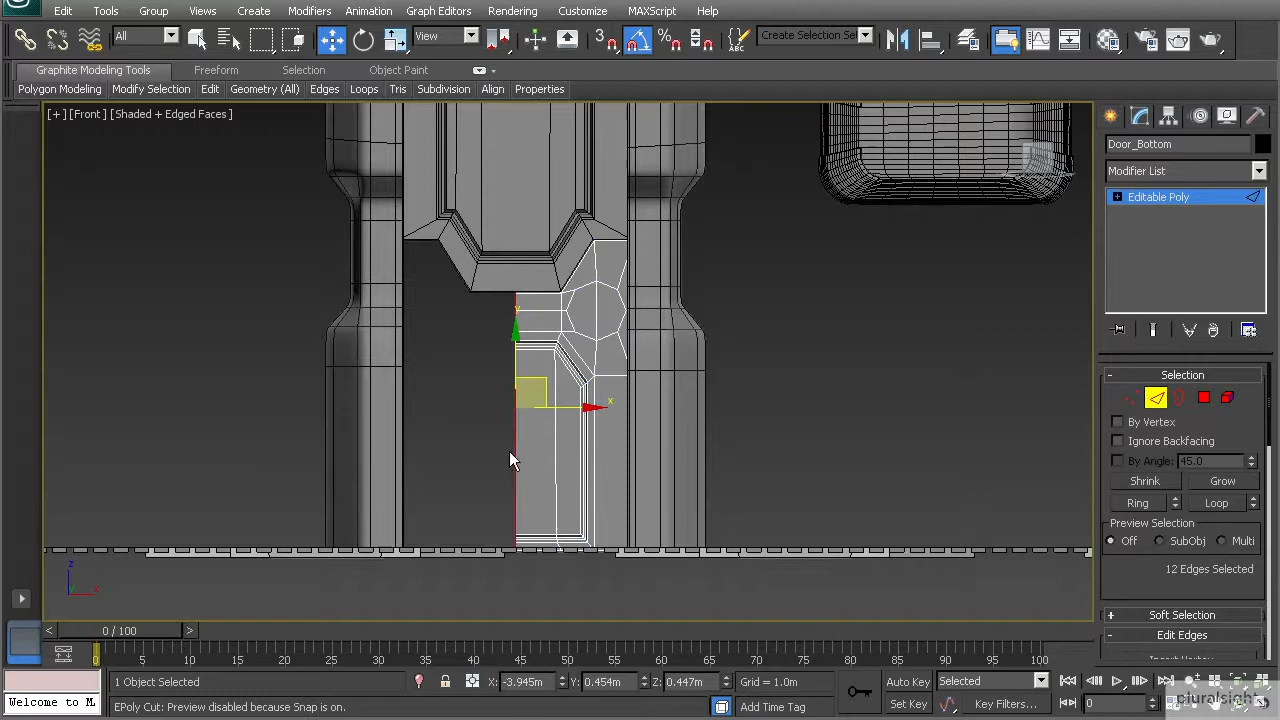 Edit Tools Group Views Create Modifiers Animation Graph Editors Rendering Customize MAXScript Help
All View 3 Create Selection Se
Graphite Modeling Tools Freeform Selection Object Paint
Polygon Modeling Modify Selection Edit Geometry (All) Edges Loops Tris Subdivision Align Properties
[+] [Front] [Shaded + Edged Faces]
Door_Bottom
Modifier List
Editable Poly
y
x
z
x
- Selection
By Vertex
Ignore Backfacing
By Angle: 45.0
Shrink Grow
Ring Loop
Preview Selection
Off SubObj Multi
12 Edges Selected
+ Soft Selection
- Edit Edges
< 0 / 100 >
0 5 10 15 20 25 30 35 40 45 50 55 60 65 70 75 80 85 90 95 100
1 Object Selected X: -3.945m Y: 0.454m Z: 0.447m Grid = 1.0m Auto Key Selected
Welcome to M EPoly Cut: Preview disabled because Snap is on. Add Time Tag Set Key Key Filters... 0